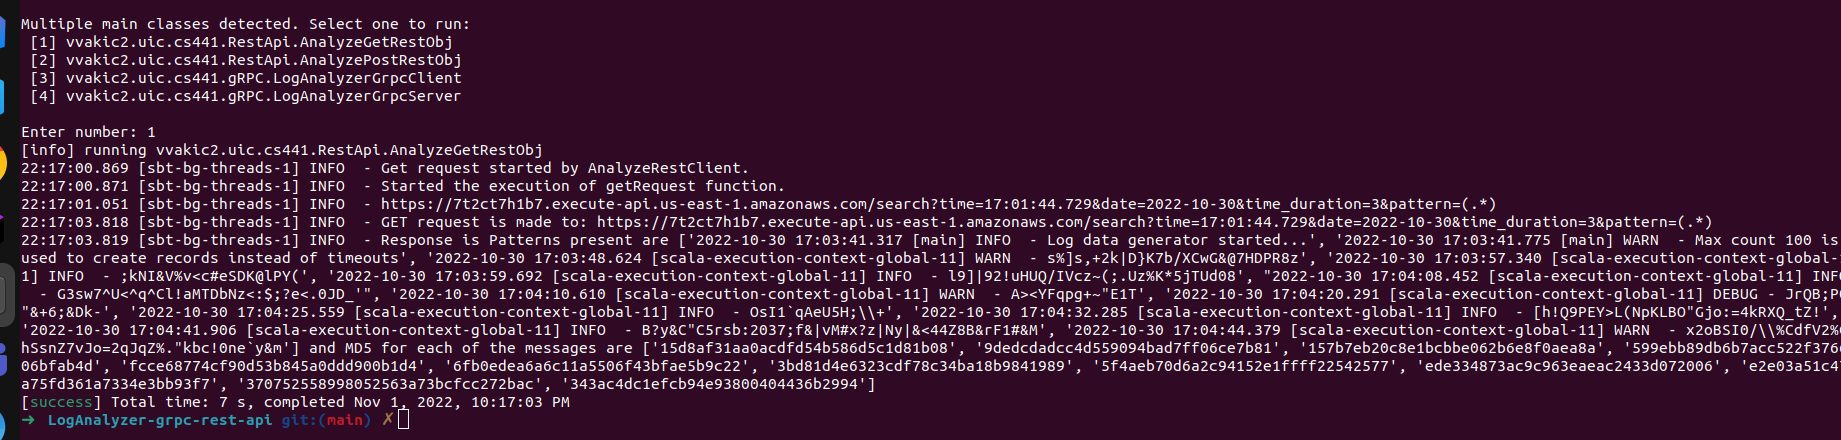 Multiple main classes detected. Select one to run:
 [1] vvakic2.uic.cs441.RestApi.AnalyzeGetRestObj
 [2] vvakic2.uic.cs441.RestApi.AnalyzePostRestObj
 [3] vvakic2.uic.cs441.gRPC.LogAnalyzerGrpcClient
 [4] vvakic2.uic.cs441.gRPC.LogAnalyzerGrpcServer
Enter number: 1
[info] running vvakic2.uic.cs441.RestApi.AnalyzeGetRestObj
22:17:00.869 [sbt-bg-threads-1] INFO  - Get request started by AnalyzeRestClient.
22:17:00.871 [sbt-bg-threads-1] INFO  - Started the execution of getRequest function.
22:17:01.051 [sbt-bg-threads-1] INFO  - https://7t2ct7h1b7.execute-api.us-east-1.amazonaws.com/search?time=17:01:44.729&date=2022-10-30&time_duration=3&pattern=(.*)
22:17:03.818 [sbt-bg-threads-1] INFO  - GET request is made to: https://7t2ct7h1b7.execute-api.us-east-1.amazonaws.com/search?time=17:01:44.729&date=2022-10-30&time_duration=3&pattern=(.*)
22:17:03.819 [sbt-bg-threads-1] INFO  - Response is Patterns present are ['2022-10-30 17:03:41.317 [main] INFO  - Log data generator started...', '2022-10-30 17:03:41.775 [main] WARN  - Max count 100 is
used to create records instead of timeouts', '2022-10-30 17:03:48.624 [scala-execution-context-global-11] WARN  - s%]s,+2k|D}K7b/XCwG&@7HDPR8z', '2022-10-30 17:03:57.340 [scala-execution-context-global-1
1] INFO  - ;kNI&V%v<c#eSDK@lPY(', '2022-10-30 17:03:59.692 [scala-execution-context-global-11] INFO  - l9]|92!uHUQ/IVcz~(;.Uz%K*5jTUd08', "2022-10-30 17:04:08.452 [scala-execution-context-global-11] INFO
  - G3sw7^U<^q^Cl!aMTDbNz<:$;?e<.0JD_'", '2022-10-30 17:04:10.610 [scala-execution-context-global-11] WARN  - A><YFqpg+~"E1T', '2022-10-30 17:04:20.291 [scala-execution-context-global-11] DEBUG - JrQB;P
"&+6;&Dk-', '2022-10-30 17:04:25.559 [scala-execution-context-global-11] INFO  - OsI1`qAeU5H;\\+', '2022-10-30 17:04:32.285 [scala-execution-context-global-11] INFO  - [h!Q9PEY>L(NpKLBO"Gjo:=4kRXQ_tZ!',
'2022-10-30 17:04:41.906 [scala-execution-context-global-11] INFO  - B?y&C"C5rsb:2037;f&|vM#x?z|Ny|&<44Z8B&rF1#&M', '2022-10-30 17:04:44.379 [scala-execution-context-global-11] WARN  - x2oBSI0/\\%CdfV2%
hSsnZ7vJo=2qJqZ%."kbc!0ne`y&m'] and MD5 for each of the messages are ['15d8af31aa0acdfd54b586d5c1d81b08', '9dedcdadcc4d559094bad7ff06ce7b81', '157b7eb20c8e1bcbbe062b6e8f0aea8a', '599ebb89db6b7acc522f376
06bfab4d', 'fcce68774cf90d53b845a0ddd900b1d4', '6fb0edea6a6c11a5506f43bfae5b9c22', '3bd81d4e6323cdf78c34ba18b9841989', '5f4aeb70d6a2c94152e1ffff22542577', 'ede334873ac9c963eaeac2433d072006', 'e2e03a51c4
a75fd361a7334e3bb93f7', '370752558998052563a73bcfcc272bac', '343ac4dc1efcb94e93800404436b2994']
[success] Total time: 7 s, completed Nov 1, 2022, 10:17:03 PM
➜  LogAnalyzer-grpc-rest-api git:(main) ✗